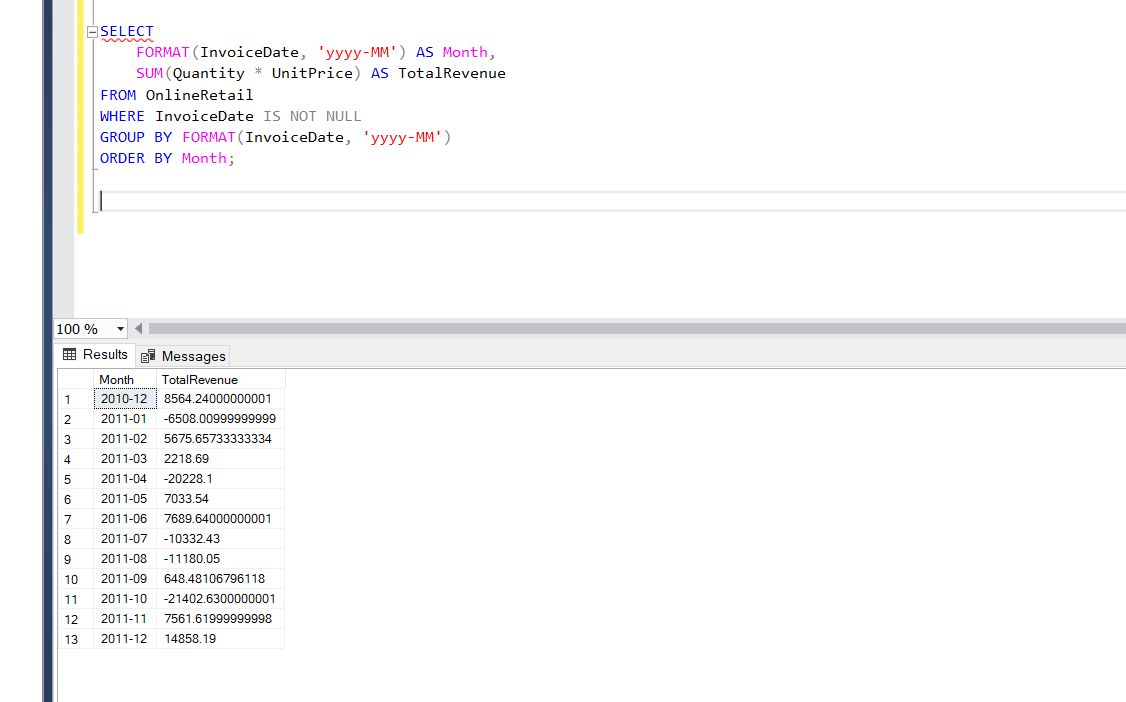 SELECT
FORMAT(InvoiceDate, 'yyyy-MM') AS Month,
SUM(Quantity * UnitPrice) AS TotalRevenue
FROM OnlineRetail
WHERE InvoiceDate IS NOT NULL
GROUP BY FORMAT(InvoiceDate, 'yyyy-MM')
ORDER BY Month;
100 %
Results Messages
Month TotalRevenue
1 2010-12 8564.24000000001
2 2011-01 -6508.00999999999
3 2011-02 5675.65733333334
4 2011-03 2218.69
5 2011-04 -20228.1
6 2011-05 7033.54
7 2011-06 7689.64000000001
8 2011-07 -10332.43
9 2011-08 -11180.05
10 2011-09 648.48106796118
11 2011-10 -21402.6300000001
12 2011-11 7561.61999999998
13 2011-12 14858.19